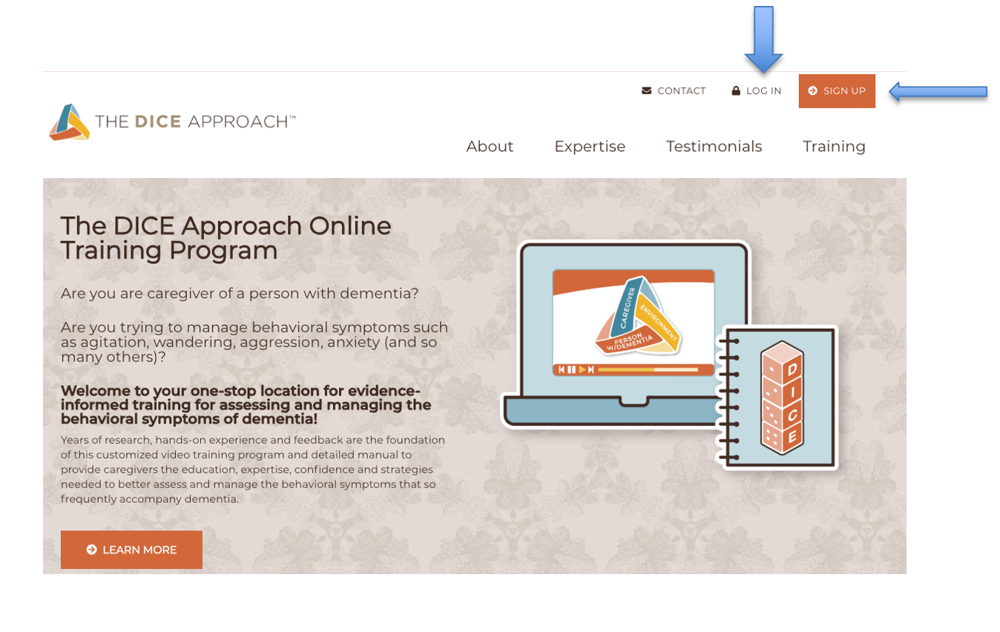 CONTACT
LOG IN
SIGN UP
THE DICE APPROACH™
About
Expertise
Testimonials
Training
The DICE Approach Online
Training Program
Are you are caregiver of a person with dementia?
Are you trying to manage behavioral symptoms such
as agitation, wandering, aggression, anxiety (and so
many others)?
Welcome to your one-stop location for evidence-
informed training for assessing and managing the
behavioral symptoms of dementia!
Years of research, hands-on experience and feedback are the foundation
of this customized video training program and detailed manual to
provide caregivers the education, expertise, confidence and strategies
needed to better assess and manage the behavioral symptoms that so
frequently accompany dementia.
LEARN MORE
CAREGIVER
ENVIRONMENT
PERSON
W/DEMENTIA
D
I
C
E